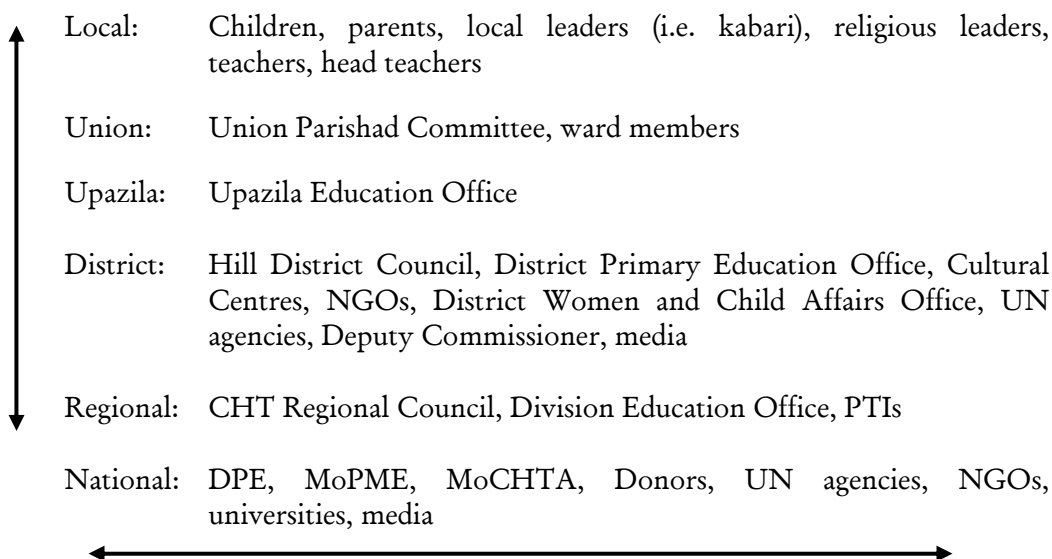 Local: Children, parents, local leaders (i.e. kabari), religious leaders,
teachers, head teachers
Union: Union Parishad Committee, ward members
Upazila: Upazila Education Office
District: Hill District Council, District Primary Education Office, Cultural
Centres, NGOs, District Women and Child Affairs Office, UN
agencies, Deputy Commissioner, media
Regional: CHT Regional Council, Division Education Office, PTIs
National: DPE, MoPME, MoCHTA, Donors, UN agencies, NGOs,
universities, media